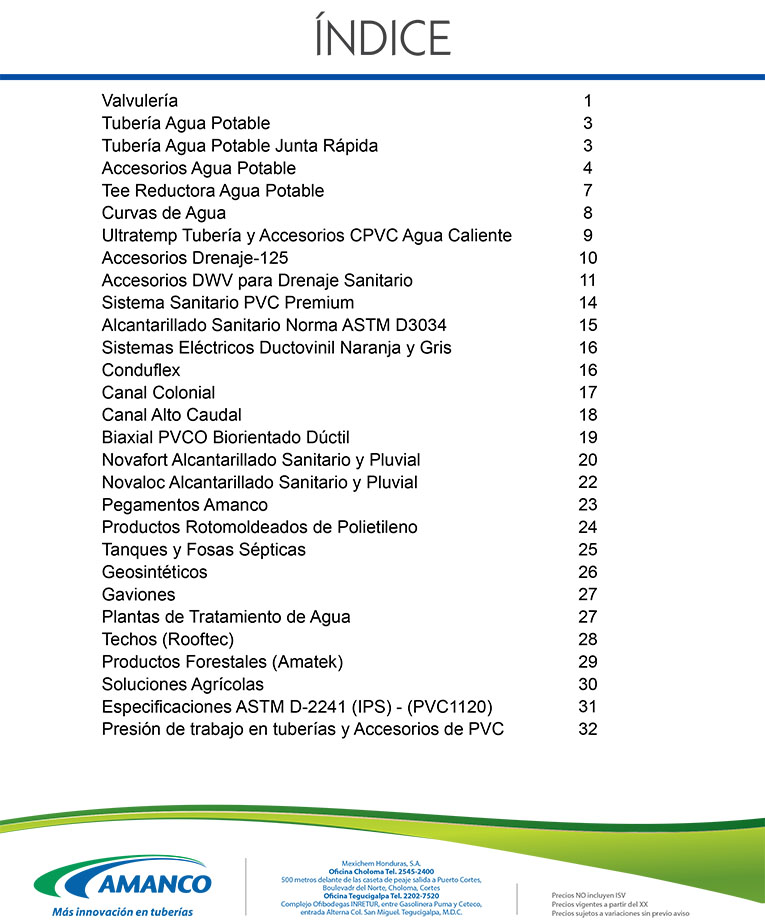 ÍNDICE
Valvulería 1
Tubería Agua Potable 3
Tubería Agua Potable Junta Rápida 3
Accesorios Agua Potable 4
Tee Reductora Agua Potable 7
Curvas de Agua 8
Ultratemp Tubería y Accesorios CPVC Agua Caliente 9
Accesorios Drenaje-125 10
Accesorios DWV para Drenaje Sanitario 11
Sistema Sanitario PVC Premium 14
Alcantarillado Sanitario Norma ASTM D3034 15
Sistemas Eléctricos Ductovinil Naranja y Gris 16
Conduflex 16
Canal Colonial 17
Canal Alto Caudal 18
Biaxial PVCO Biorientado Dúctil 19
Novafort Alcantarillado Sanitario y Pluvial 20
Novaloc Alcantarillado Sanitario y Pluvial 22
Pegamentos Amanco 23
Productos Rotomoldeados de Polietileno 24
Tanques y Fosas Sépticas 25
Geosintéticos 26
Gaviones 27
Plantas de Tratamiento de Agua 27
Techos (Rooftec) 28
Productos Forestales (Amatek) 29
Soluciones Agrícolas 30
Especificaciones ASTM D-2241 (IPS) - (PVC1120) 31
Presión de trabajo en tuberías y Accesorios de PVC 32
AMANCO
Más innovación en tuberías
Mexichem Honduras, S.A.
Oficina Choloma Tel. 2545-2400
500 metros delante de las caseta de peaje salida a Puerto Cortes,
Boulevadr del Norte, Choloma, Cortes
Oficina Tegucigalpa Tel. 2202-7520
Complejo Ofibodegas INRETUR, entre Gasolinera Puma y Ceteco,
entrada Alterna Col. San Miguel. Tegucigalpa, M.D.C.
Precios NO incluyen ISV
Precios vigentes a partir del XX
Precios sujetos a variaciones sin previo aviso